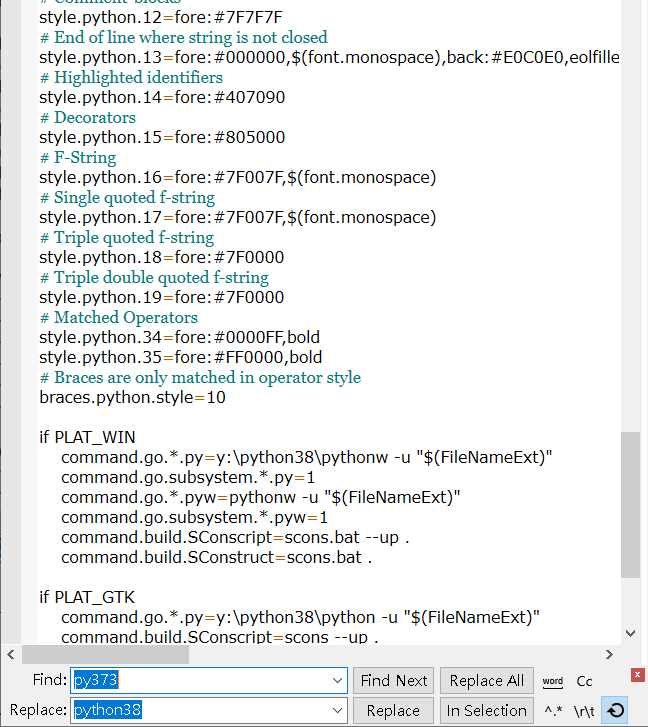 # Comment-blocks
style.python.12=fore:#7F7F7F
# End of line where string is not closed
style.python.13=fore:#000000,$(font.monospace),back:#E0C0E0,eolfille
# Highlighted identifiers
style.python.14=fore:#407090
# Decorators
style.python.15=fore:#805000
# F-String
style.python.16=fore:#7F007F,$(font.monospace)
# Single quoted f-string
style.python.17=fore:#7F007F,$(font.monospace)
# Triple quoted f-string
style.python.18=fore:#7F0000
# Triple double quoted f-string
style.python.19=fore:#7F0000
# Matched Operators
style.python.34=fore:#0000FF,bold
style.python.35=fore:#FF0000,bold
# Braces are only matched in operator style
braces.python.style=10
if PLAT_WIN
command.go.*.py=y:\python38\pythonw -u "$(FileNameExt)"
command.go.subsystem.*.py=1
command.go.*.pyw=pythonw -u "$(FileNameExt)"
command.go.subsystem.*.pyw=1
command.build.SConscript=scons.bat --up .
command.build.SConstruct=scons.bat .
if PLAT_GTK
command.go.*.py=y:\python38\python -u "$(FileNameExt)"
command.build.SConscript=scons --up .
Find: py373 Find Next Replace All word Cc
Replace: python38 Replace In Selection ^.* \r\t